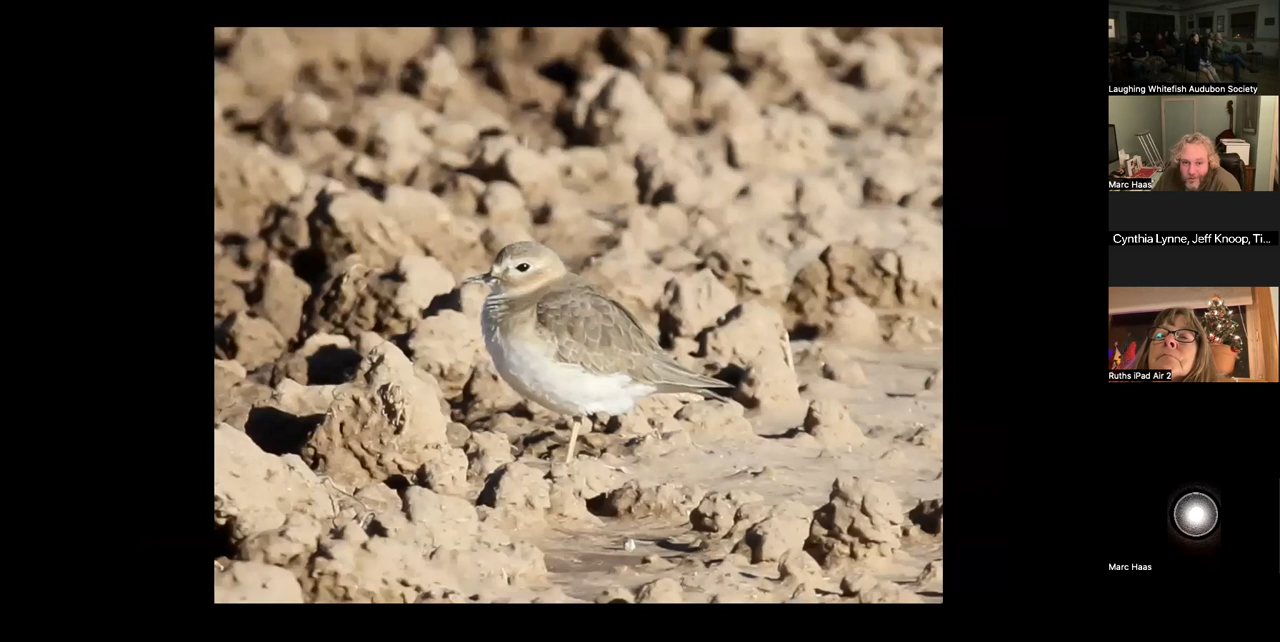 Laughing Whitefish Audubon Society
Marc Haas
Cynthia Lynne, Jeff Knoop, Ti...
Ruths iPad Air 2
Marc Haas